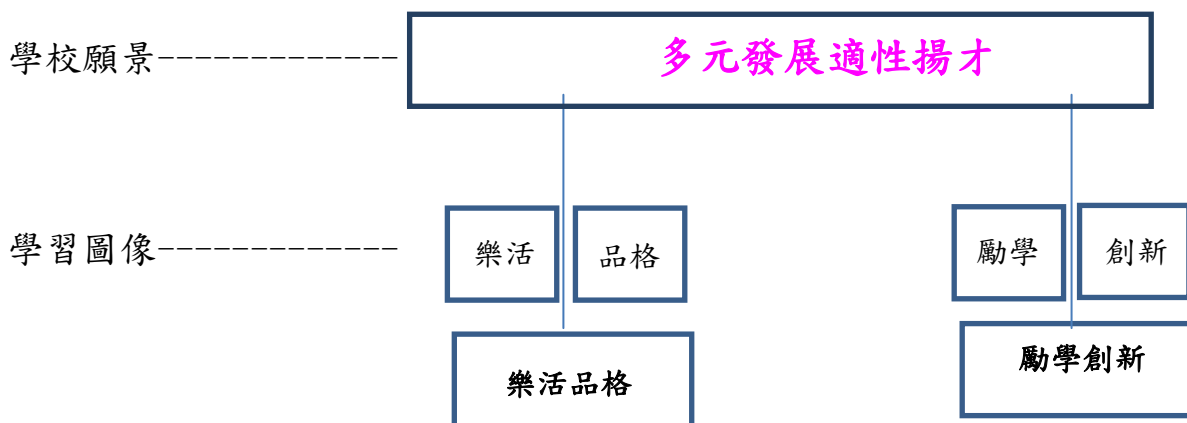 學校願景-------------
多元發展適性揚才
學習圖像-------------
樂活
品格
勵學
創新
樂活品格
勵學創新